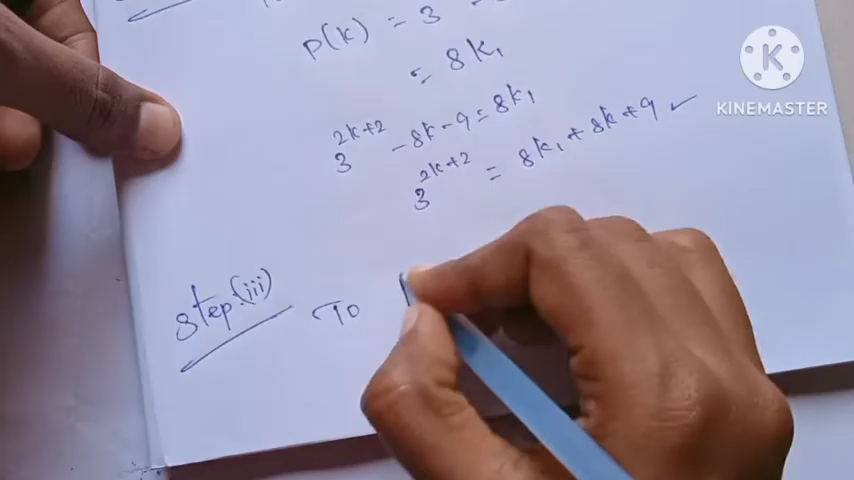 P(k) = 3
= 8k₁
3^{2k+2} - 8k - 9 = 8k₁
3^{2k+2} = 8k₁ + 8k + 9 ✓
Step (iii) To
K
KINEMASTER